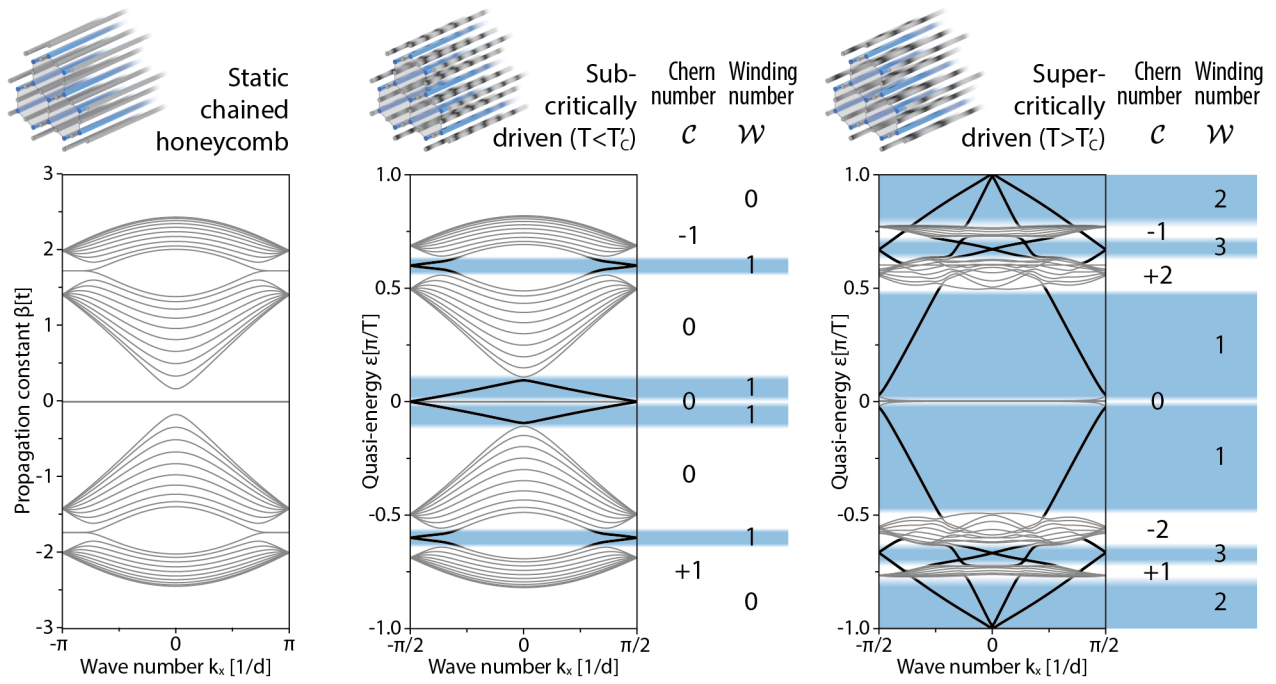 Static
chained
honeycomb
Propagation constant β[t]
3
2
1
0
-1
-2
-3
-π
0
π
Wave number kₓ [1/d]
Sub-
critically
driven (T<T′C)
Chern
number
C
Winding
number
W
Quasi-energy ε[π/T]
1.0
0.5
0
-0.5
-1.0
-π/2
0
π/2
Wave number kₓ [1/d]
0
-1
1
0
1
0
1
0
1
+1
0
Super-
critically
driven (T>T′C)
Chern
number
C
Winding
number
W
Quasi-energy ε[π/T]
1.0
0.5
0
-0.5
-1.0
-π/2
0
π/2
Wave number kₓ [1/d]
2
-1
3
+2
1
0
1
-2
3
+1
2